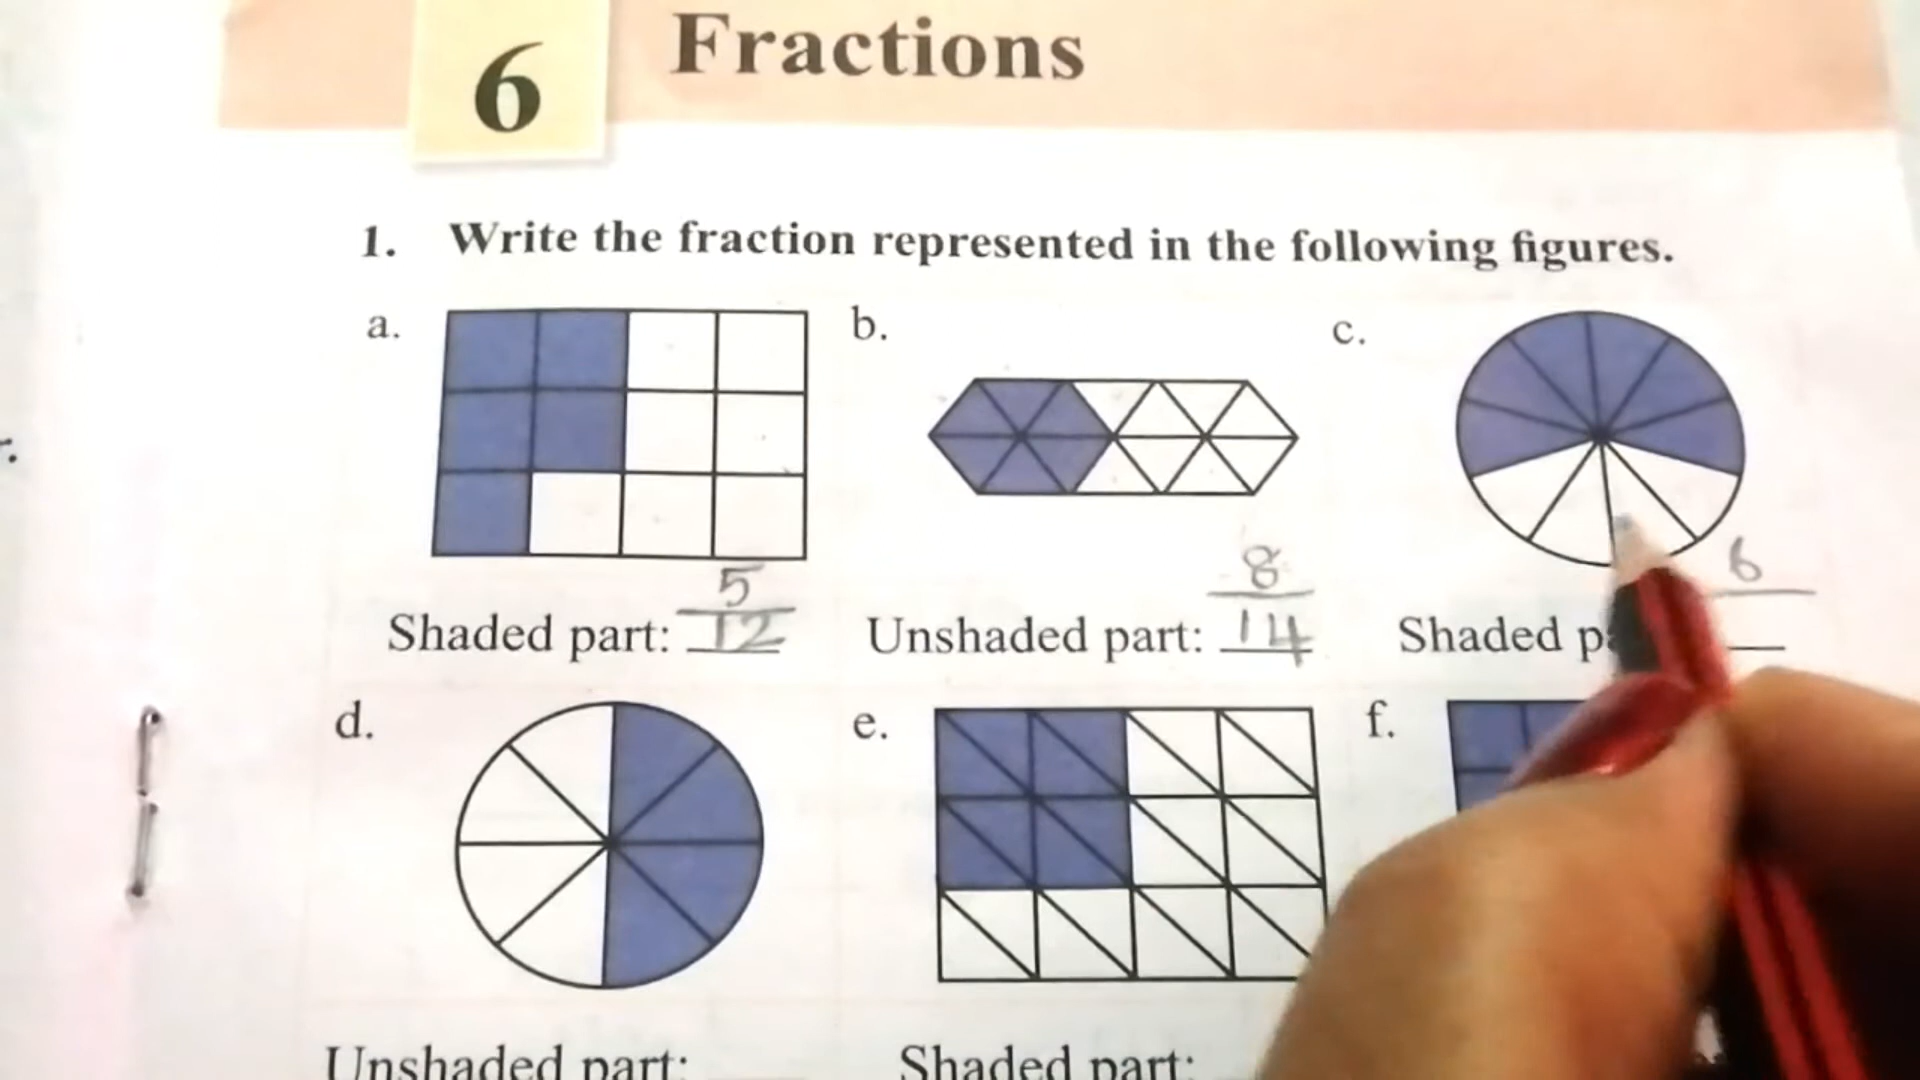 6
Fractions
1. Write the fraction represented in the following figures.
a.
b.
c.
5
8
6
Shaded part: 12
Unshaded part: 14
Shaded
d.
e.
f.
Unshaded part:
Shaded part: